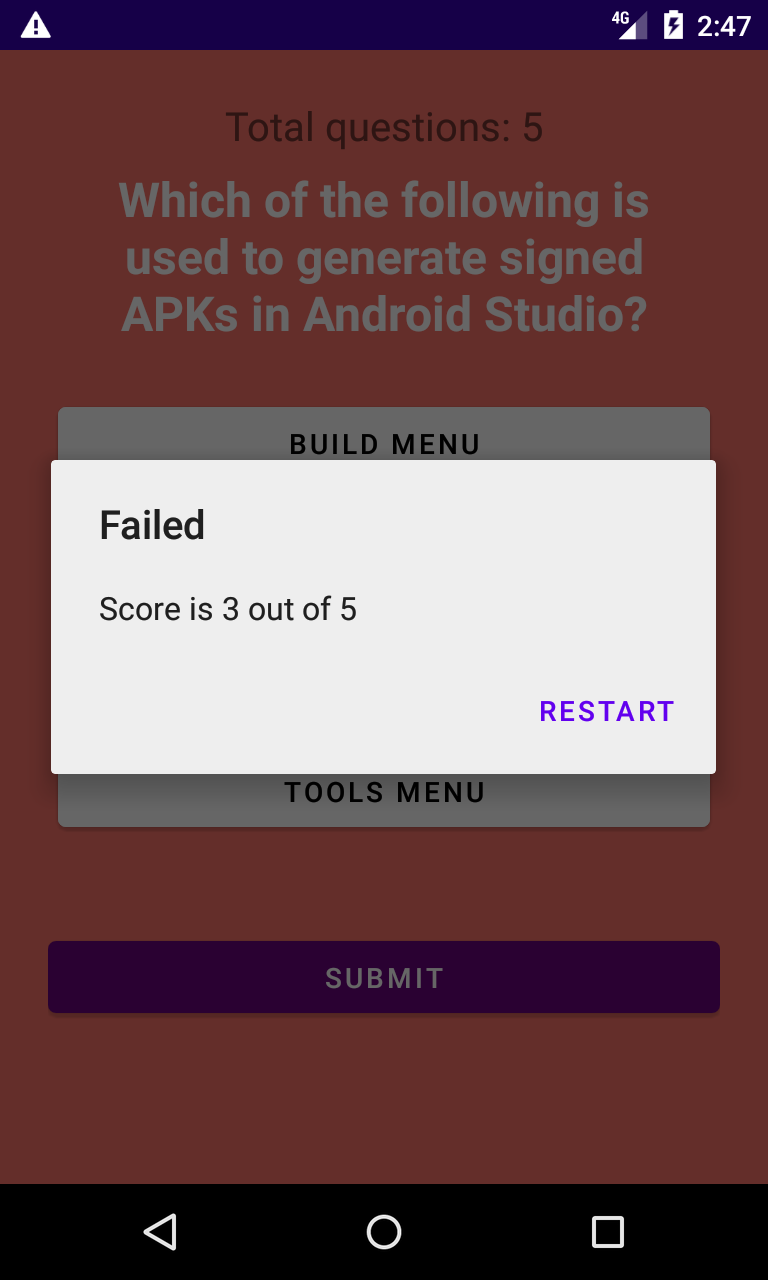 4G 2:47
Total questions: 5
Which of the following is
used to generate signed
APKs in Android Studio?
BUILD MENU
Failed
Score is 3 out of 5
RESTART
TOOLS MENU
SUBMIT